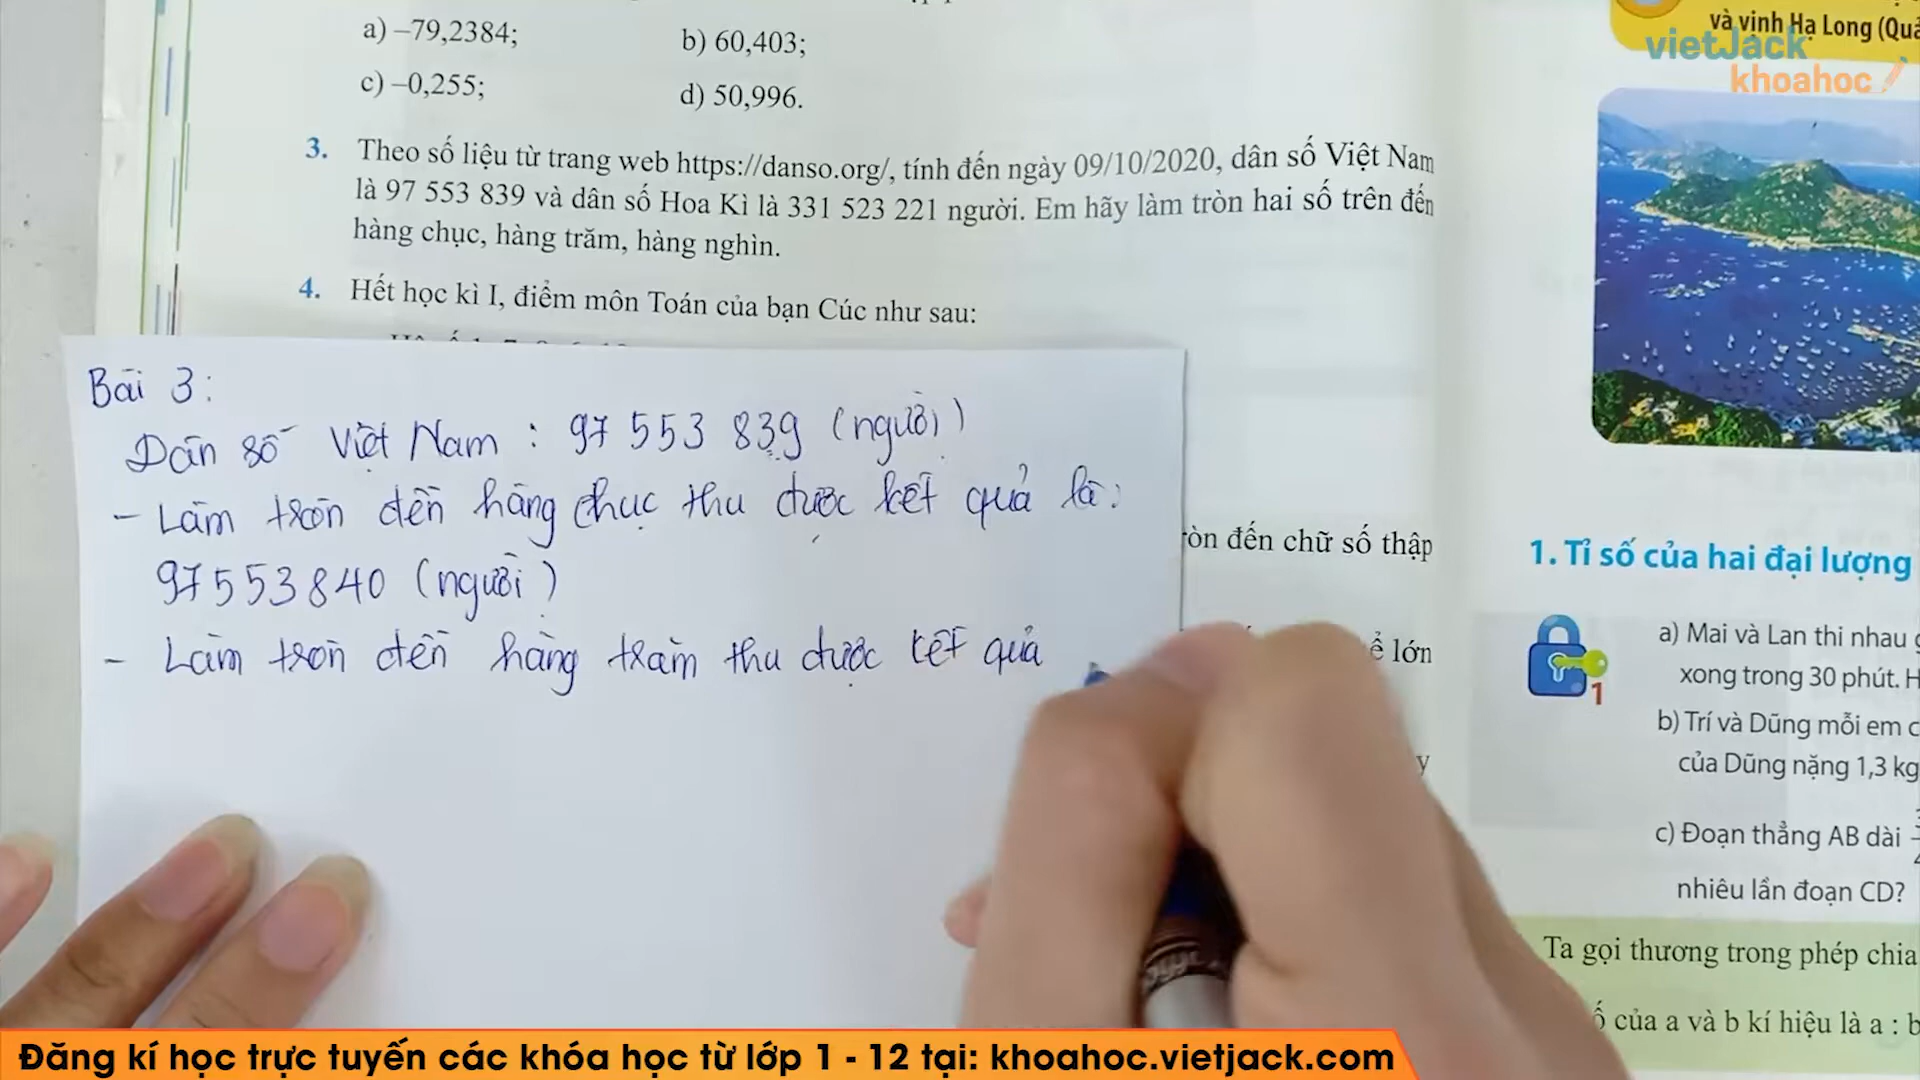 a) –79,2384;
b) 60,403;
c) –0,255;
d) 50,996.
3. Theo số liệu từ trang web https://danso.org/, tính đến ngày 09/10/2020, dân số Việt Nam
là 97 553 839 và dân số Hoa Kì là 331 523 221 người. Em hãy làm tròn hai số trên đến
hàng chục, hàng trăm, hàng nghìn.
4. Hết học kì I, điểm môn Toán của bạn Cúc như sau:
Bài 3:
Dân số Việt Nam : 97 553 839 (người)
- Làm tròn đến hàng chục thu được kết quả là:
97553840 (người)
- Làm tròn đến hàng trăm thu được kết quả
ròn đến chữ số thập
ể lớn
y
và vịnh Hạ Long (Quả
vietJack
khoahoc
1. Tỉ số của hai đại lượng
1
a) Mai và Lan thi nhau
xong trong 30 phút. H
b) Trí và Dũng mỗi em c
của Dũng nặng 1,3 kg
c) Đoạn thẳng AB dài
nhiêu lần đoạn CD?
Ta gọi thương trong phép chia
ố của a và b kí hiệu là a : b
Đăng kí học trực tuyến các khóa học từ lớp 1 - 12 tại: khoahoc.vietjack.com